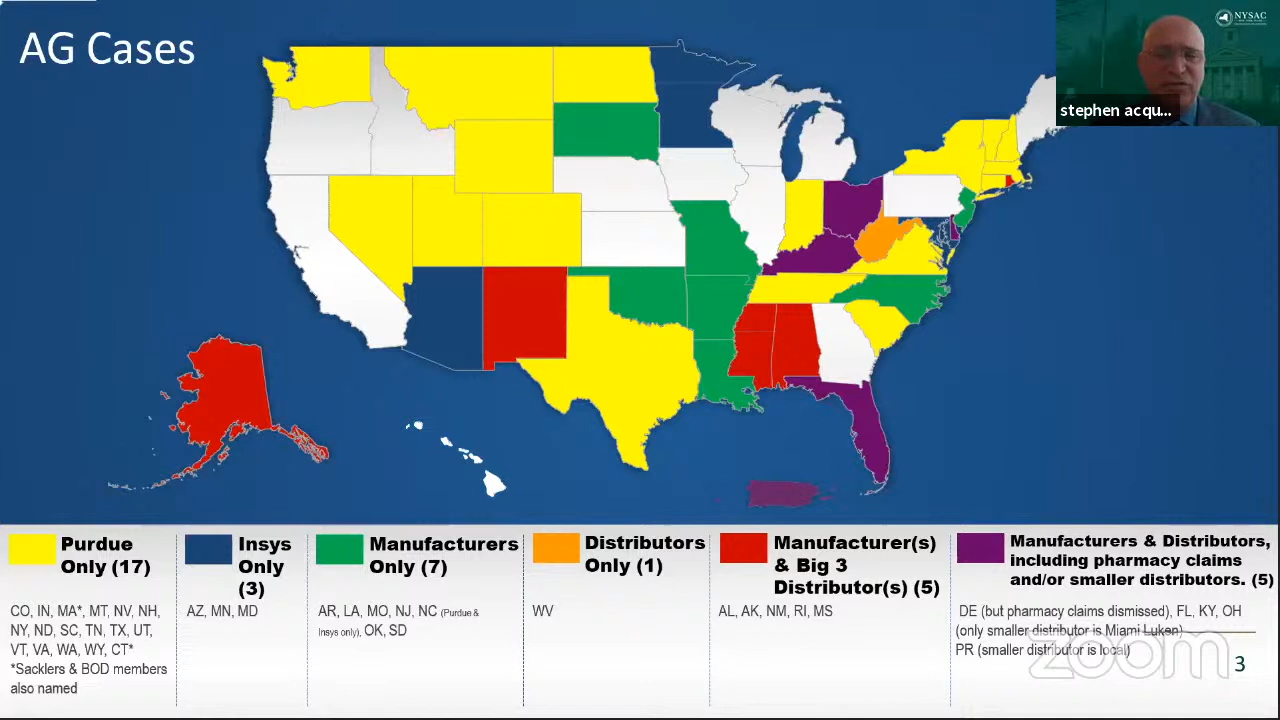 AG Cases
NYSAC
stephen acqu...
Purdue
Only (17)
CO, IN, MA*, MT, NV, NH,
NY, ND, SC, TN, TX, UT,
VT, VA, WA, WY, CT*
*Sacklers & BOD members
also named
Insys
Only
(3)
AZ, MN, MD
Manufacturers
Only (7)
AR, LA, MO, NJ, NC (Purdue &
Insys only), OK, SD
Distributors
Only (1)
WV
Manufacturer(s)
& Big 3
Distributor(s) (5)
AL, AK, NM, RI, MS
Manufacturers & Distributors,
including pharmacy claims
and/or smaller distributors. (5)
DE (but pharmacy claims dismissed), FL, KY, OH
(only smaller distributor is Miami Luken)
PR (smaller distributor is local)
zoom
3